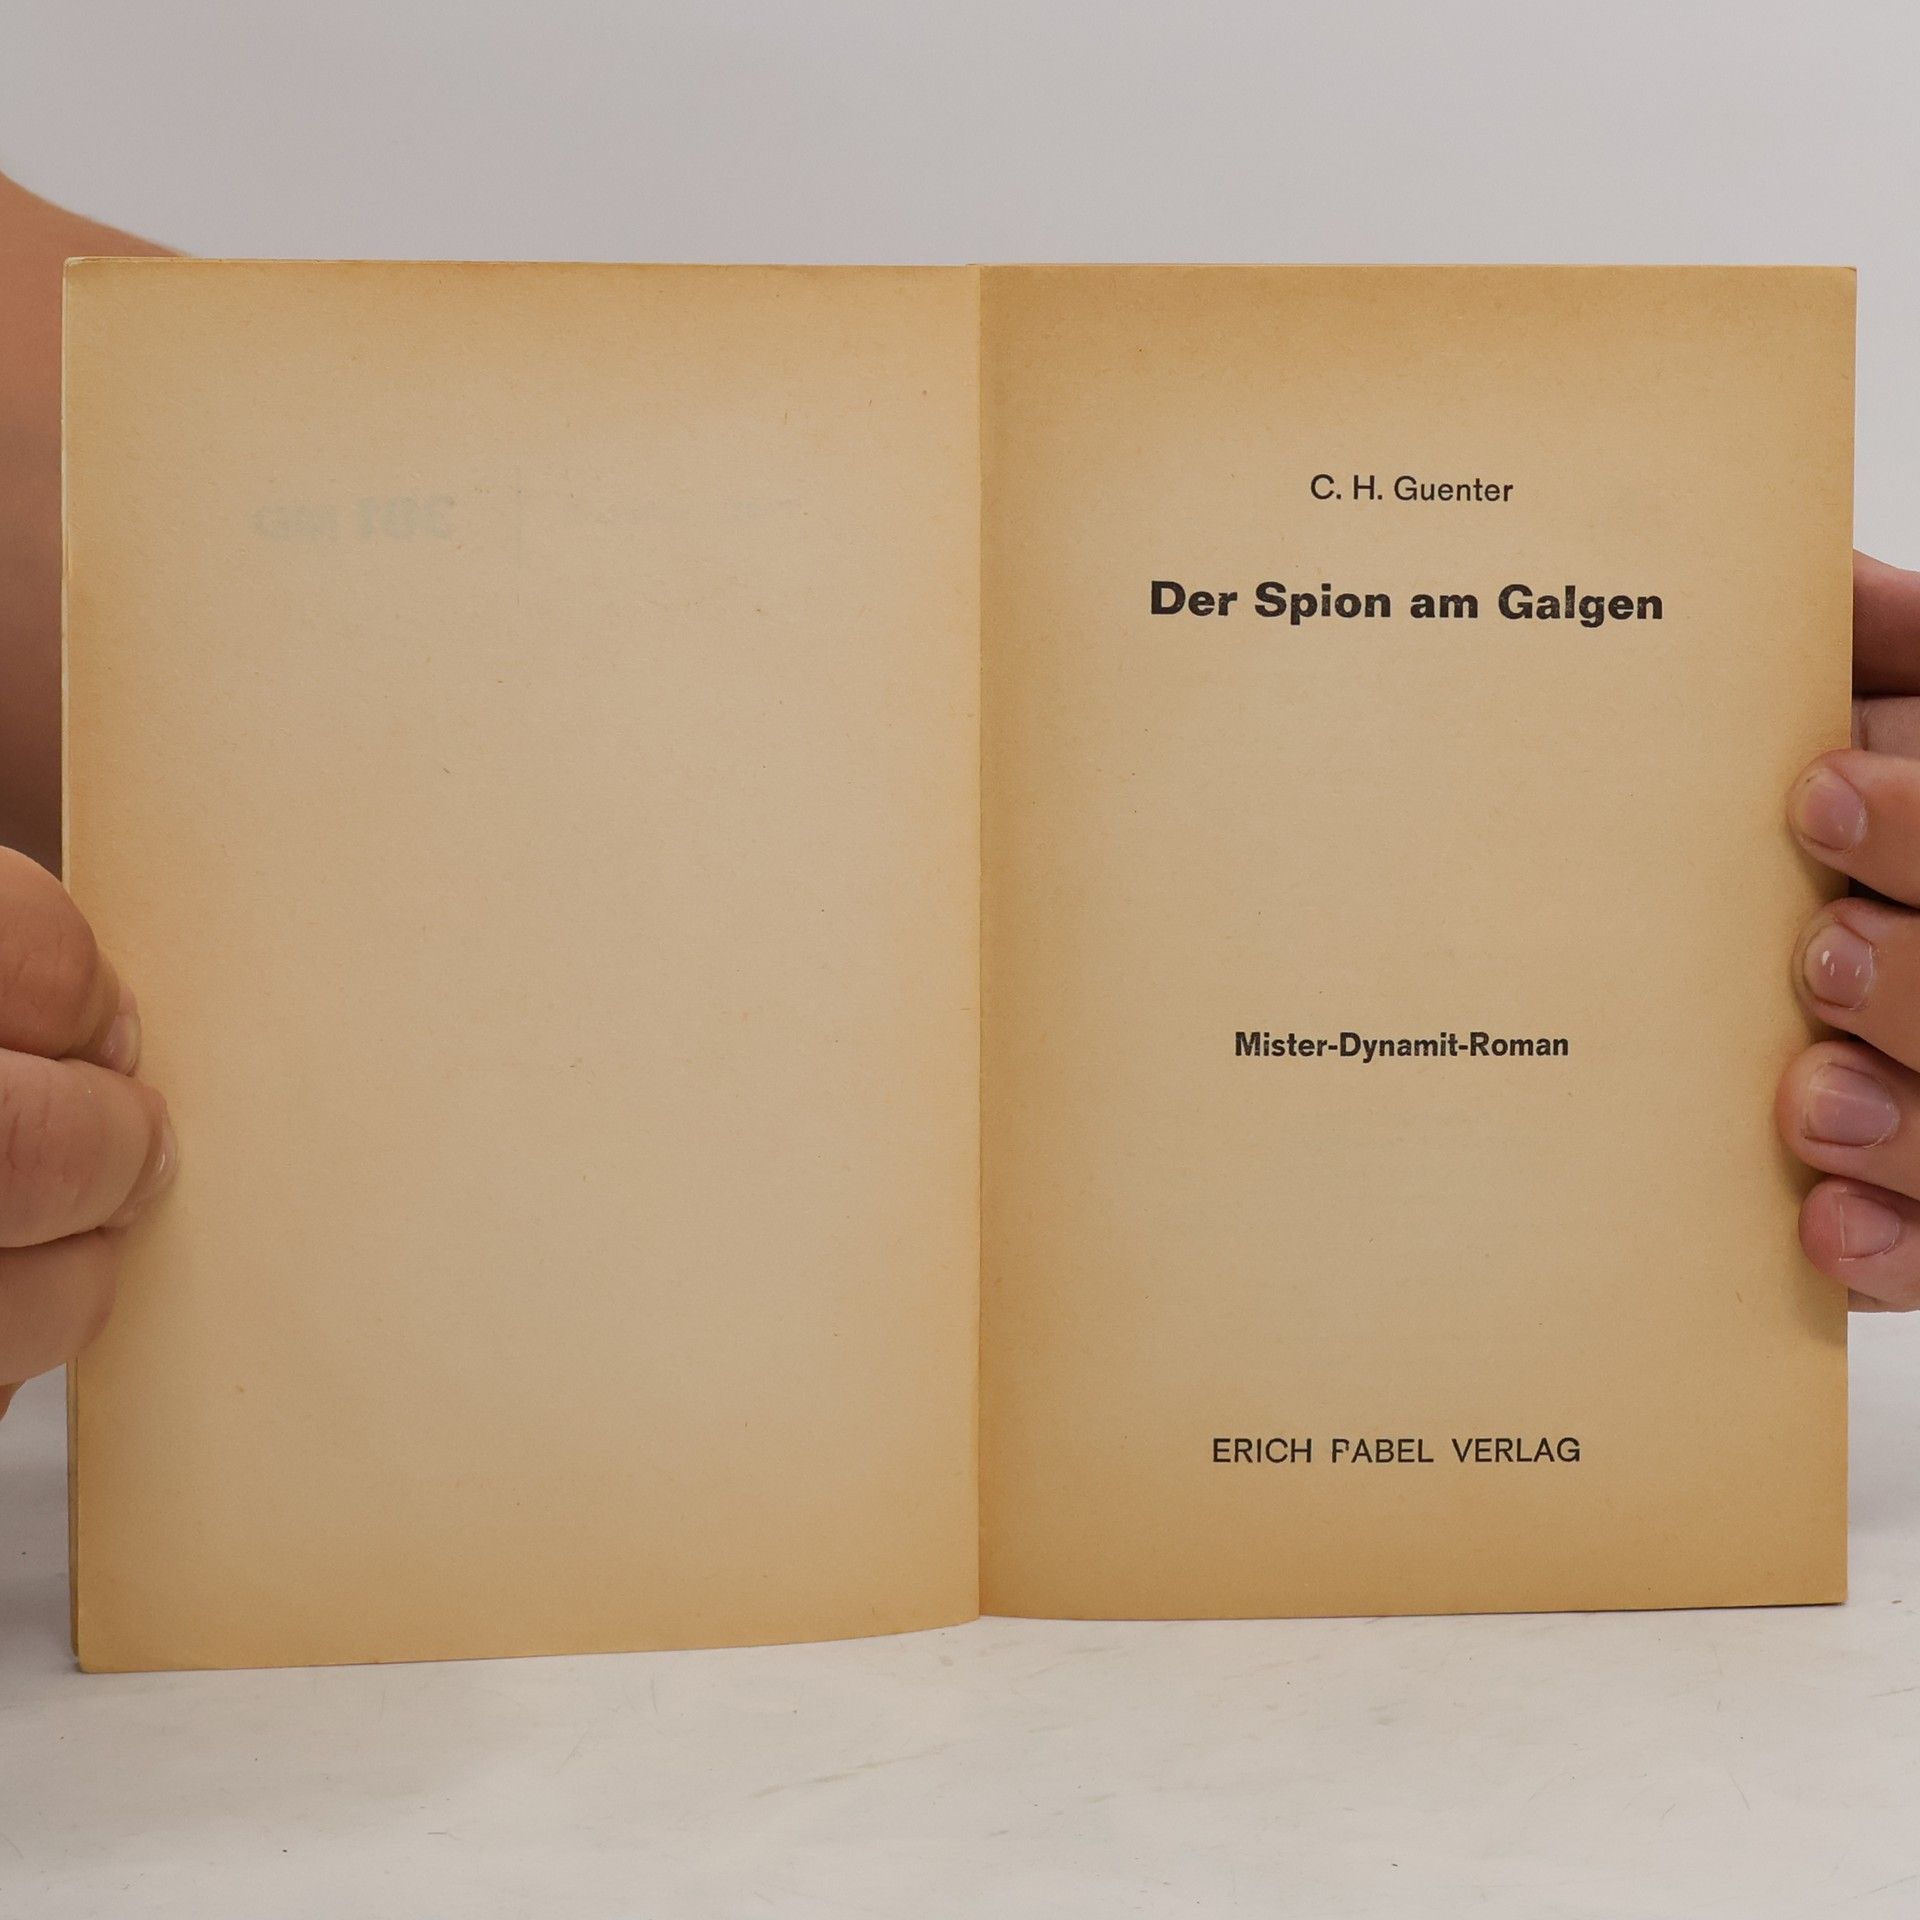 C. H. Guenter
Der Spion am Galgen
Mister-Dynamit-Roman
ERICH PABEL VERLAG